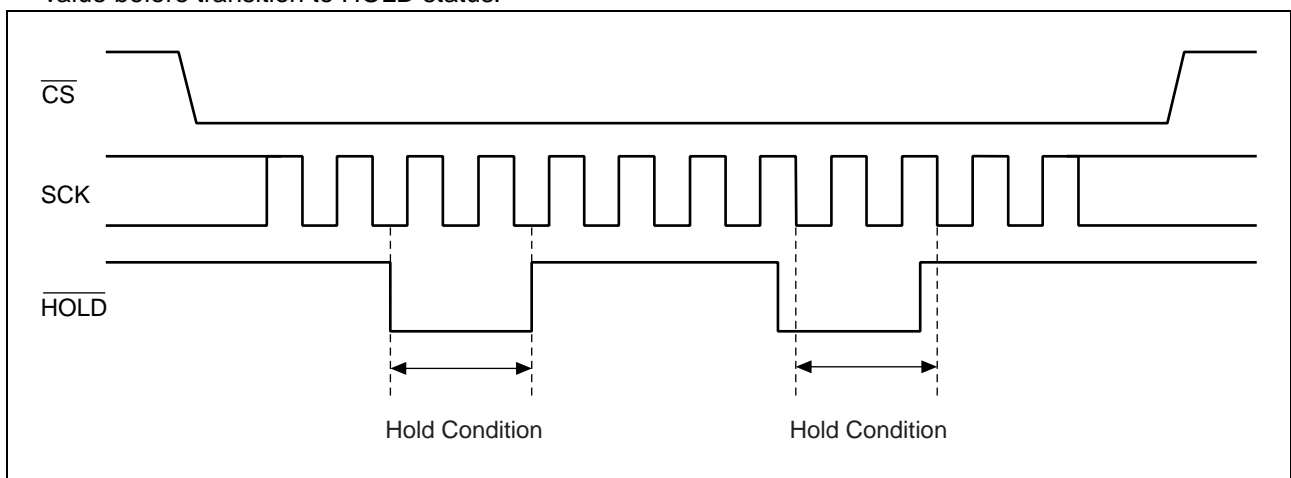 value before transition to HOLD status.
CS
SCK
HOLD
Hold Condition Hold Condition